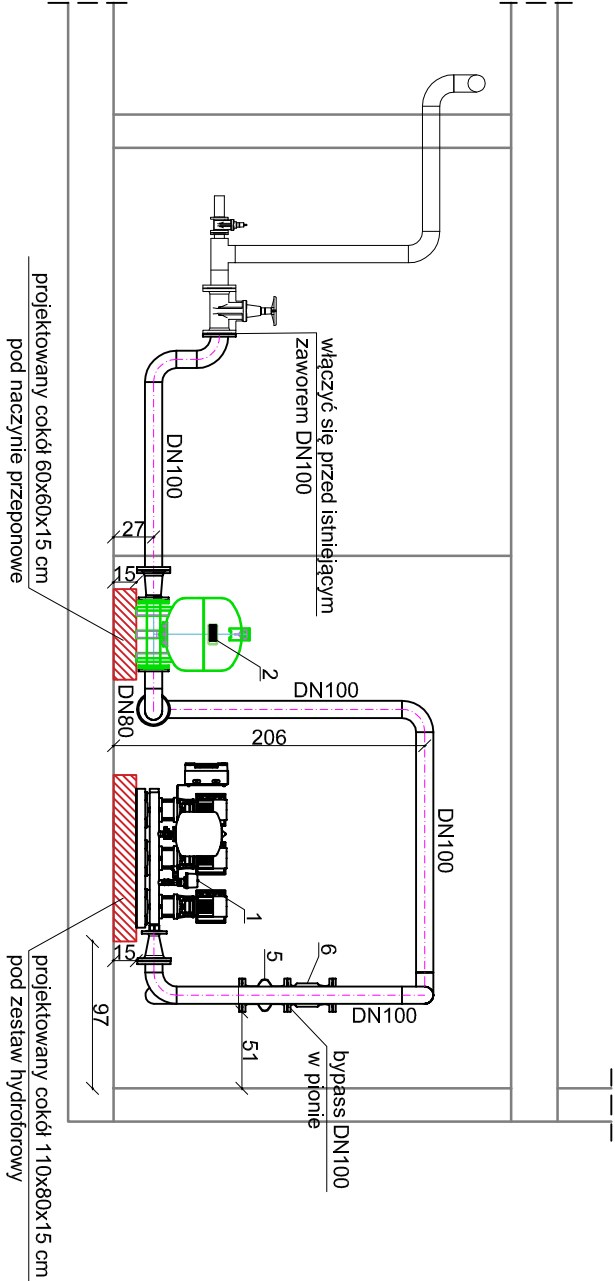 włączyć się przed istniejącym
zaworem DN100
DN100
27
15
2
DN80
DN100
206
DN100
1
15
97
5
6
51
DN100
bypass DN100
w pionie
projektowany cokół 60x60x15 cm
pod naczynie przeponowe
projektowany cokół 110x80x15 cm
pod zestaw hydroforowy